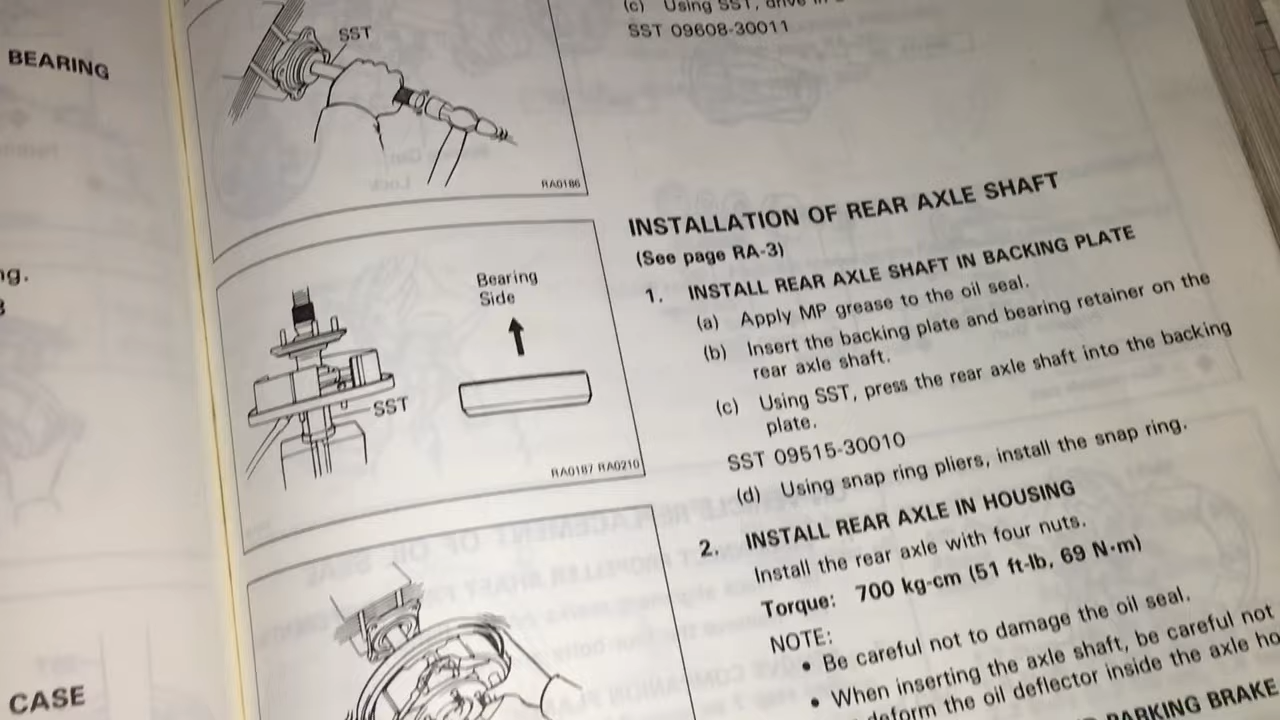 BEARING
ng.
CASE
SST
RA0186
Bearing
Side
SST
RA0187 RA0210
(c) Using SST, drive in
SST 09608-30011
INSTALLATION OF REAR AXLE SHAFT
(See page RA-3)
1. INSTALL REAR AXLE SHAFT IN BACKING PLATE
(a) Apply MP grease to the oil seal.
(b) Insert the backing plate and bearing retainer on the
rear axle shaft.
(c) Using SST, press the rear axle shaft into the backing
plate.
SST 09515-30010
(d) Using snap ring pliers, install the snap ring.
2. INSTALL REAR AXLE IN HOUSING
Install the rear axle with four nuts.
Torque: 700 kg-cm (51 ft-lb, 69 N·m)
NOTE:
• Be careful not to damage the oil seal.
• When inserting the axle shaft, be careful not
deform the oil deflector inside the axle ho
PARKING BRAKE